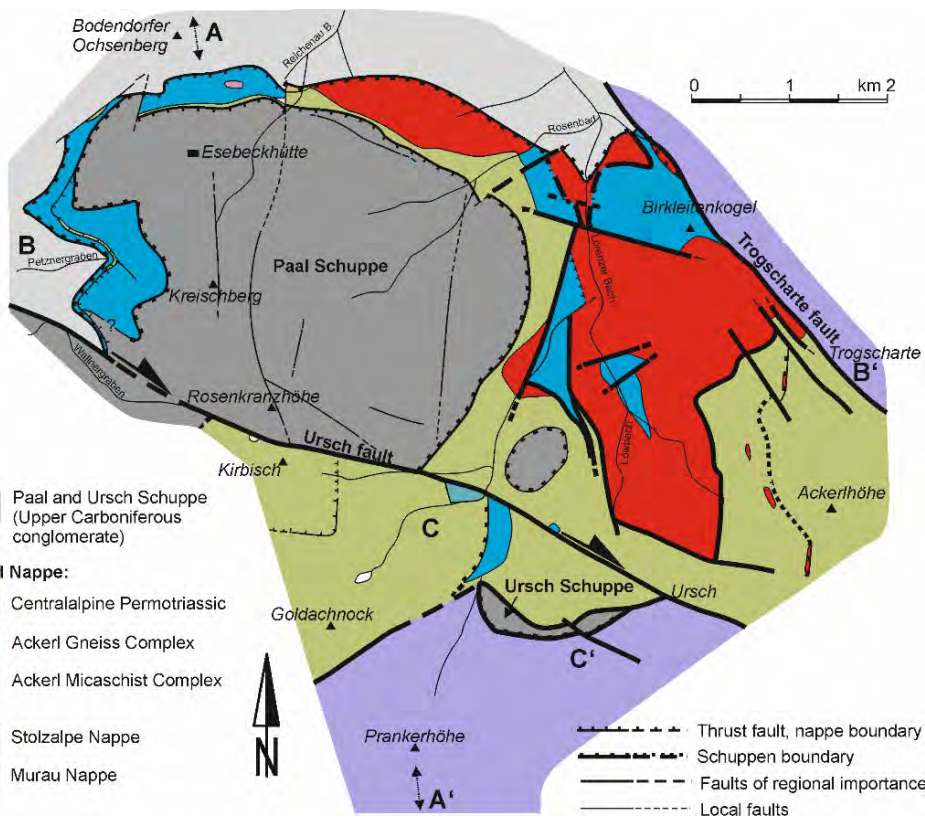 Bodendorfer
Ochsenberg
A
Reichenau B.
km 2
0
1
Rosenbad
Esebeckhütte
Birkleitenkogel
B
Petznergraben
Paal Schuppe
Lorenzer Bach
Trogscharte fault
Kreischberg
?
Wallnergraben
Trogscharte
B'
Rosenkranzhöhe
Ursch fault
Kirbisch
Löwbach
Ackerlhöhe
Paal and Ursch Schuppe
(Upper Carboniferous
conglomerate)
C
l Nappe:
Ursch Schuppe
Ursch
Centralalpine Permotriassic
Goldachnock
Ackerl Gneiss Complex
C'
Ackerl Micaschist Complex
Stolzalpe Nappe
Murau Nappe
N
Prankerhöhe
A'
Thrust fault, nappe boundary
Schuppen boundary
Faults of regional importance
Local faults